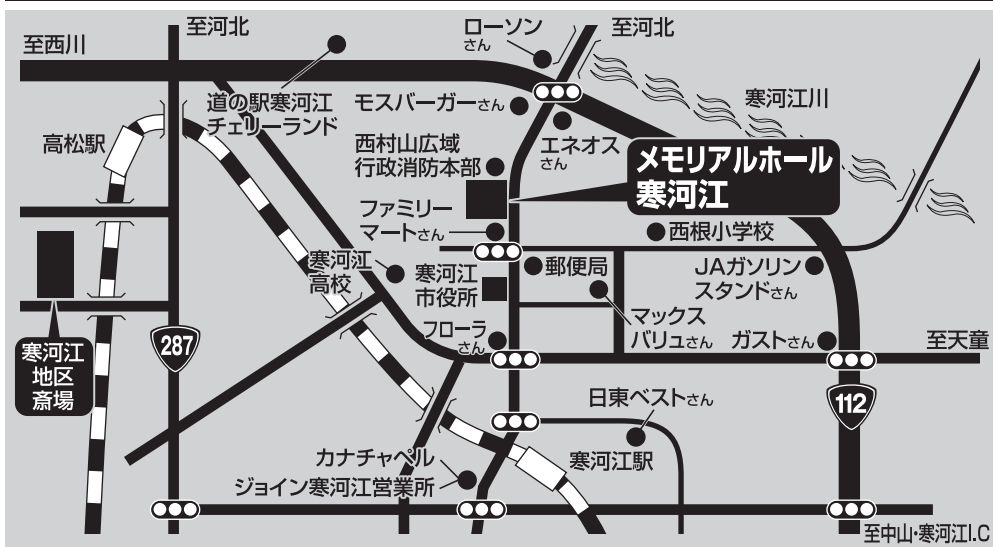 至河北
至西川
ローソン
さん
至河北
道の駅寒河江
チェリーランド
モスバーガーさん
寒河江川
高松駅
西村山広域
行政消防本部
エネオス
さん
メモリアルホール
寒河江
ファミリー
マートさん
西根小学校
寒河江
高校
寒河江
市役所
郵便局
JAガソリン
スタンドさん
マックス
バリュさん
フローラ
さん
ガストさん
至天童
287
寒河江
地区
斎場
112
日東ベストさん
カナチャペル
ジョイン寒河江営業所
寒河江駅
至中山・寒河江I.C